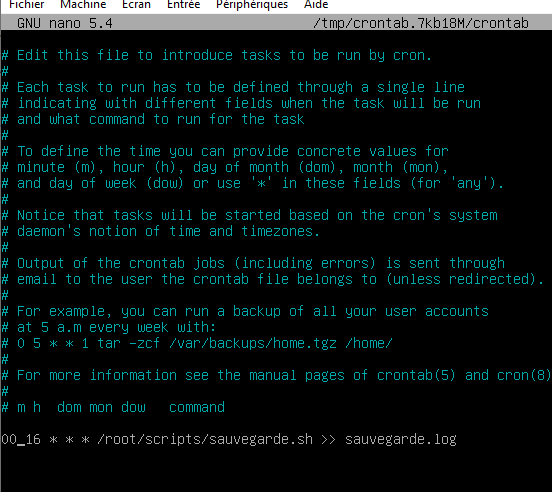 Fichier Machine Écran Entrée Périphériques Aide
GNU nano 5.4 /tmp/crontab.7kb18M/crontab
# Edit this file to introduce tasks to be run by cron.
#
# Each task to run has to be defined through a single line
# indicating with different fields when the task will be run
# and what command to run for the task
#
# To define the time you can provide concrete values for
# minute (m), hour (h), day of month (dom), month (mon),
# and day of week (dow) or use '*' in these fields (for 'any').
#
# Notice that tasks will be started based on the cron's system
# daemon's notion of time and timezones.
#
# Output of the crontab jobs (including errors) is sent through
# email to the user the crontab file belongs to (unless redirected).
#
# For example, you can run a backup of all your user accounts
# at 5 a.m every week with:
# 0 5 * * 1 tar -zcf /var/backups/home.tgz /home/
#
# For more information see the manual pages of crontab(5) and cron(8)
#
# m h  dom mon dow   command
00 16 * * * /root/scripts/sauvegarde.sh >> sauvegarde.log